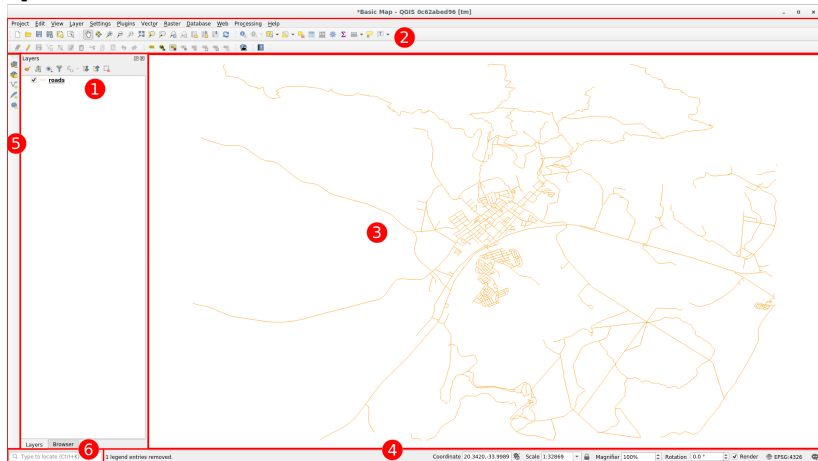 *Basic Map - QGIS 0c62abed96 [tm]
Project Edit View Layer Settings Plugins Vector Raster Database Web Processing Help
2
Layers
1
roads
5
3
Layers Browser
6
4
Type to locate (Ctrl+K) 1 legend entries removed. Coordinate 20.3420,-33.9989 Scale 1:32869 Magnifier 100% Rotation 0.0 ° Render EPSG:4326